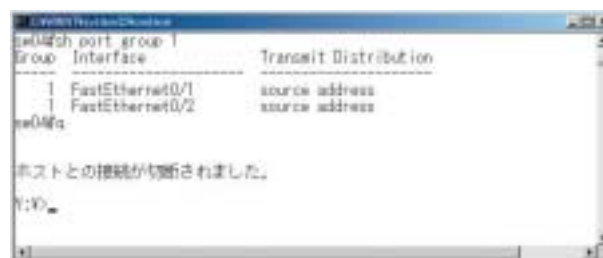 sw04#sh port group 1
Group Interface Transmit Distribution
----- --------------------- ---------------------
1 FastEthernet0/1 source address
1 FastEthernet0/2 source address
sw04#q
ホストとの接続が切断されました。
Y:\>_